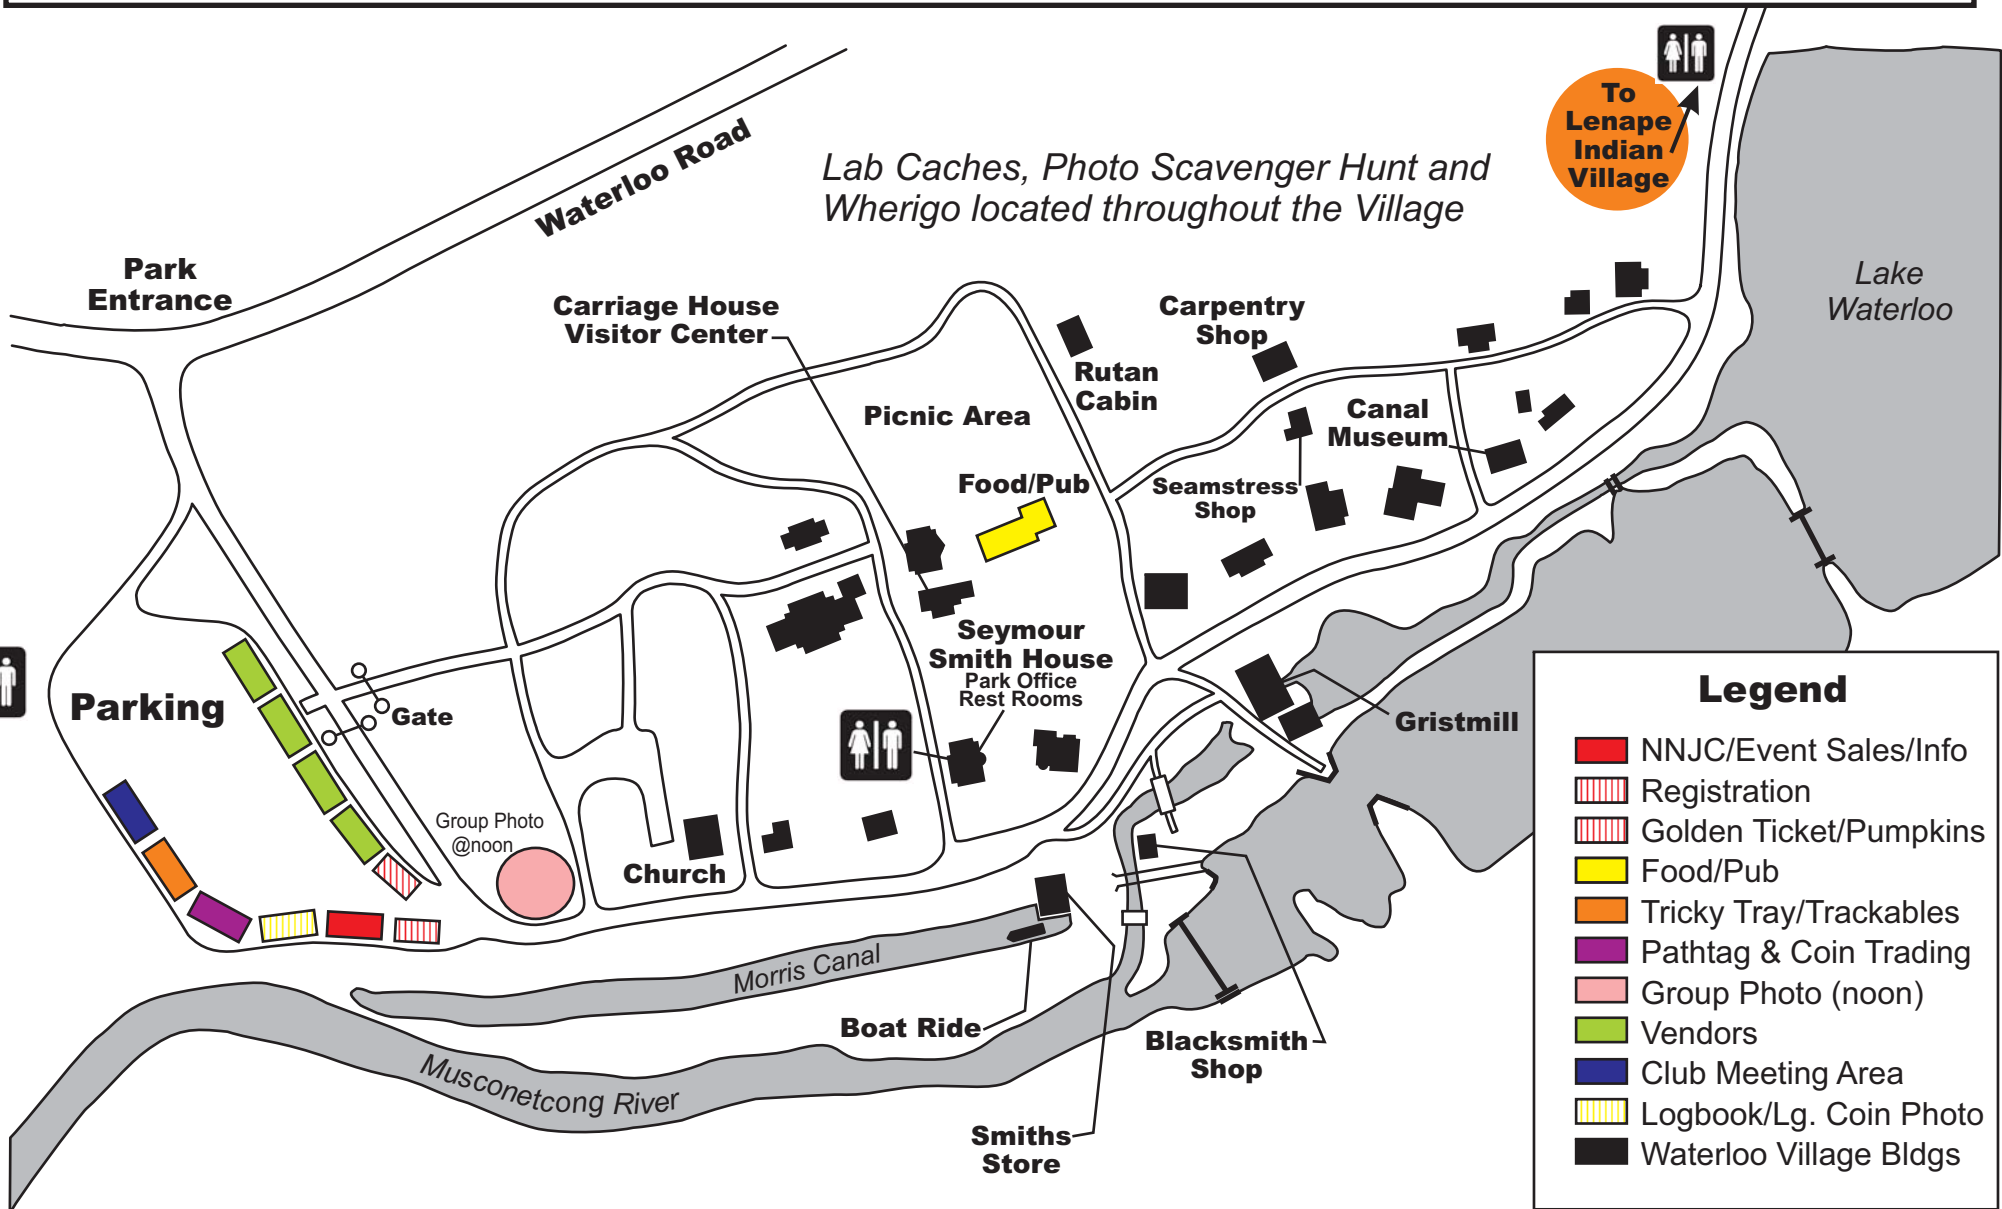 To
Lenape
Indian
Village
Waterloo Road
Lab Caches, Photo Scavenger Hunt and
Wherigo located throughout the Village
Park
Entrance
Lake
Waterloo
Carriage House
Visitor Center
Carpentry
Shop
Rutan
Cabin
Picnic Area
Canal
Museum
Food/Pub
Seamstress
Shop
Seymour
Smith House
Park Office
Rest Rooms
Parking
Gate
Gristmill
Group Photo
@noon
Church
Morris Canal
Boat Ride
Blacksmith
Shop
Musconetcong River
Smiths
Store
Legend
NNJC/Event Sales/Info
Registration
Golden Ticket/Pumpkins
Food/Pub
Tricky Tray/Trackables
Pathtag & Coin Trading
Group Photo (noon)
Vendors
Club Meeting Area
Logbook/Lg. Coin Photo
Waterloo Village Bldgs